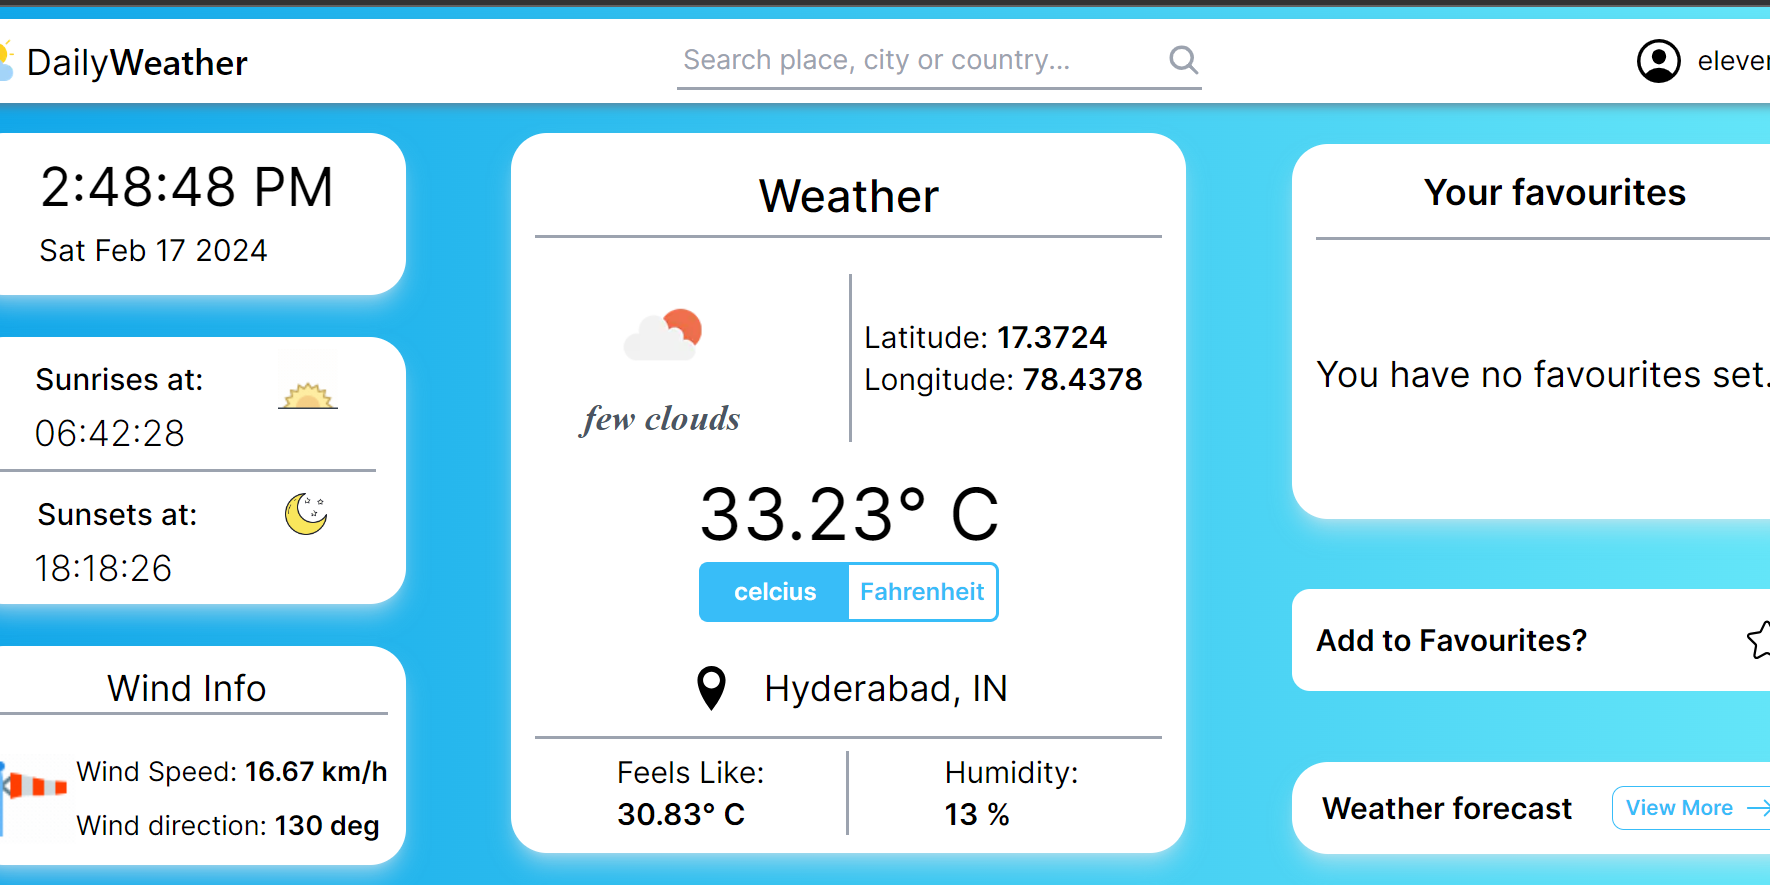 DailyWeather
Search place, city or country...
2:48:48 PM
Sat Feb 17 2024
Sunrises at:
06:42:28
Sunsets at:
18:18:26
Wind Info
Wind Speed: 16.67 km/h
Wind direction: 130 deg
Weather
few clouds
Latitude: 17.3724
Longitude: 78.4378
33.23° C
celcius
Fahrenheit
Hyderabad, IN
Feels Like:
30.83° C
Humidity:
13 %
Your favourites
You have no favourites set.
Add to Favourites?
Weather forecast
View More